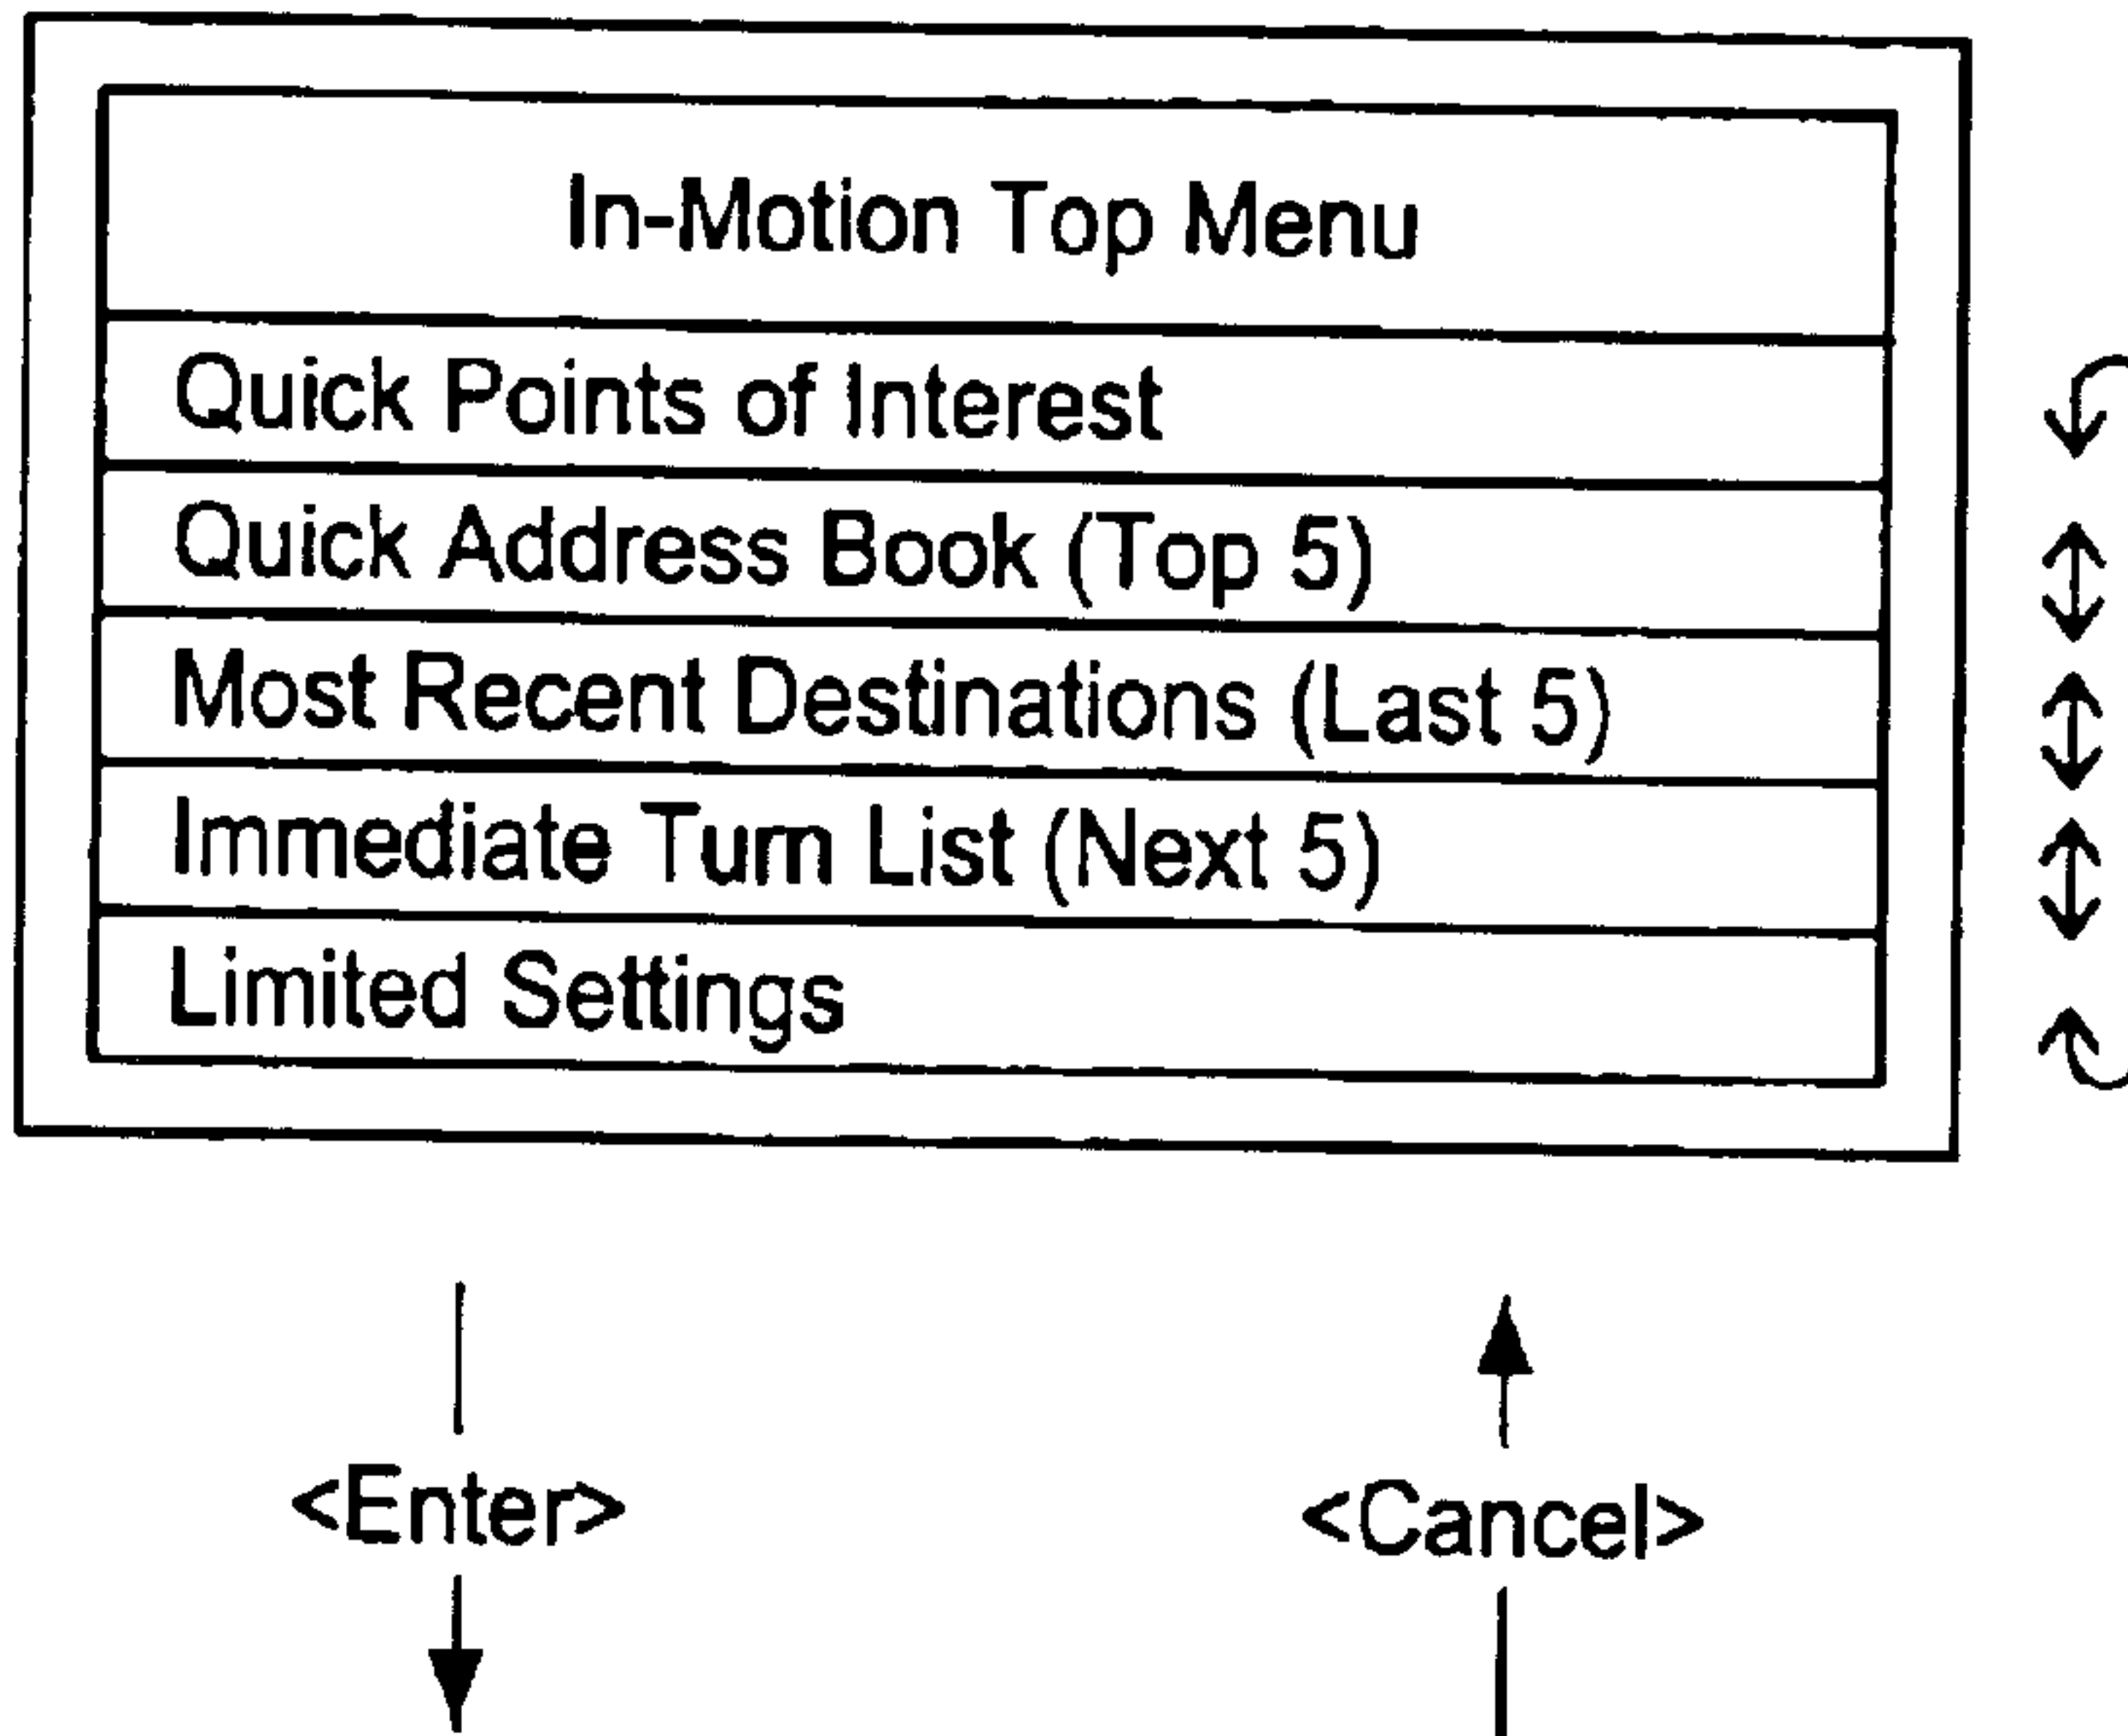 In-Motion Top Menu
Quick Points of Interest
Quick Address Book (Top 5)
Most Recent Destinations (Last 5)
Immediate Turn List (Next 5)
Limited Settings
<Enter>
<Cancel>